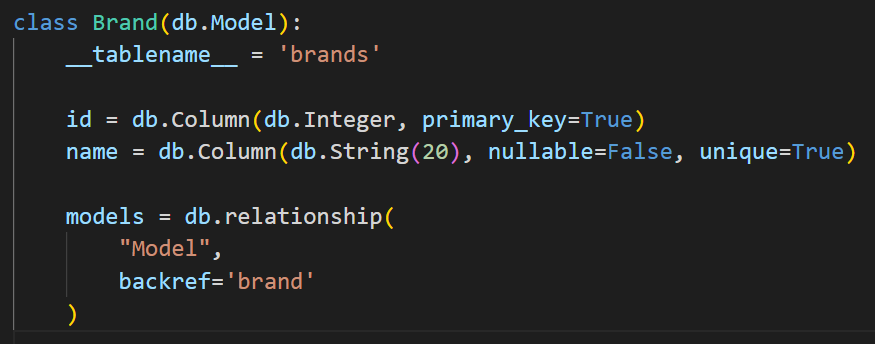 class Brand(db.Model):
    __tablename__ = 'brands'
    id = db.Column(db.Integer, primary_key=True)
    name = db.Column(db.String(20), nullable=False, unique=True)
    models = db.relationship(
        "Model",
        backref='brand'
    )